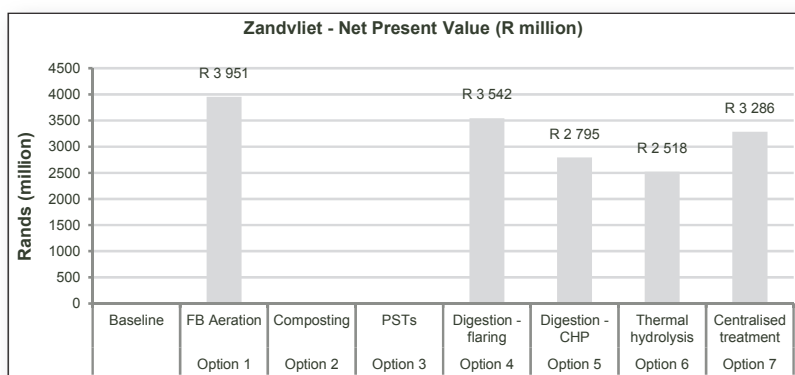 Zandvliet - Net Present Value (R million)
Rands (million)
4500
4000
3500
3000
2500
2000
1500
1000
500
0
R 3 951
R 3 542
R 2 795
R 2 518
R 3 286
Baseline
FB Aeration
Composting
PSTs
Digestion -
flaring
Digestion -
CHP
Thermal
hydrolysis
Centralised
treatment
Option 1
Option 2
Option 3
Option 4
Option 5
Option 6
Option 7